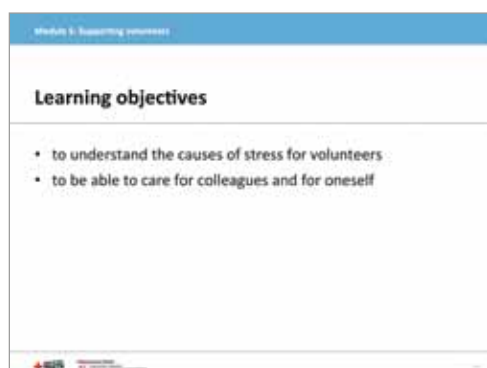 Module 5: Supporting volunteers
Learning objectives
• to understand the causes of stress for volunteers
• to be able to care for colleagues and for oneself